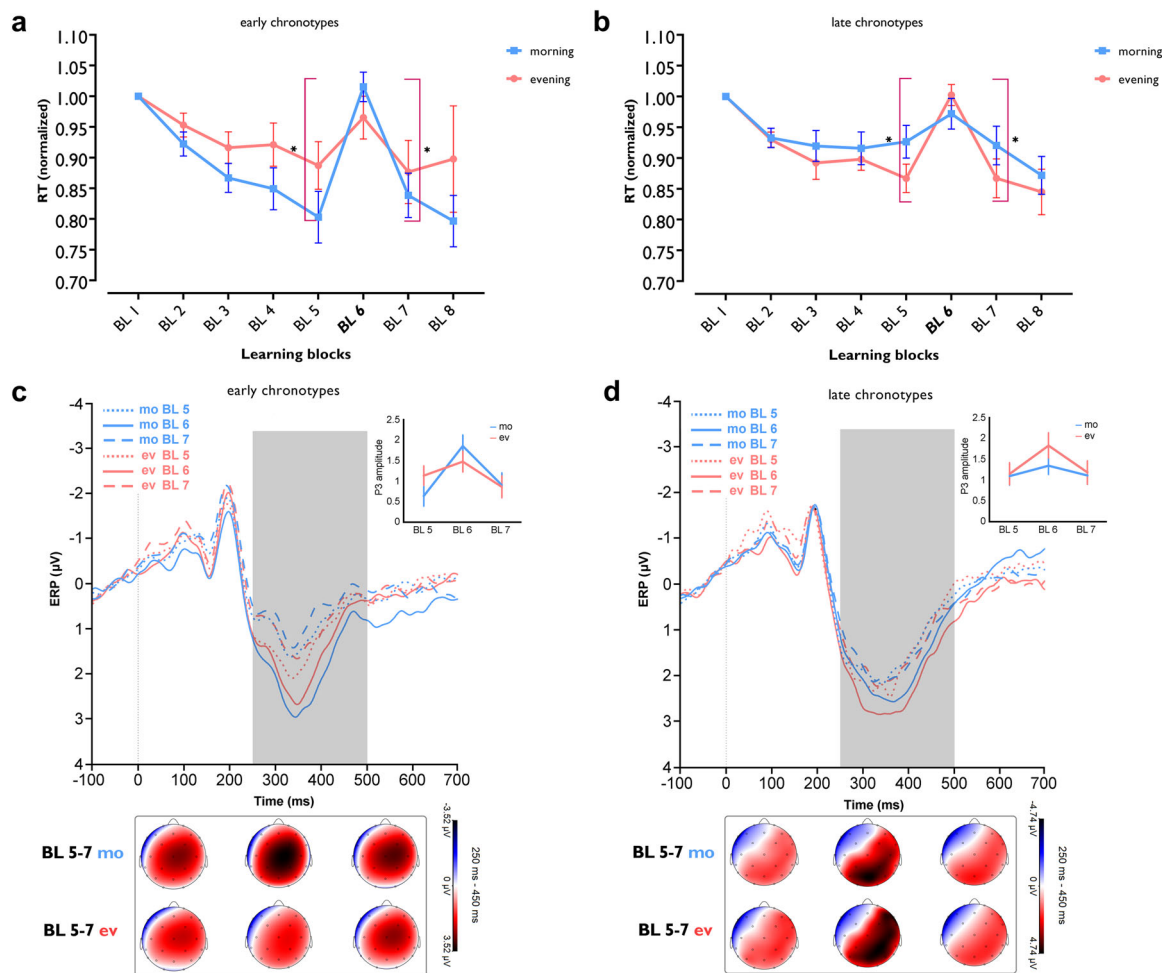 a
early chronotypes
1.10
1.05
1.00
0.95
0.90
0.85
0.80
0.75
0.70
RT (normalized)
morning
evening
*
*
BL 1
BL 2
BL 3
BL 4
BL 5
BL 6
BL 7
BL 8
Learning blocks
b
late chronotypes
1.10
1.05
1.00
0.95
0.90
0.85
0.80
0.75
0.70
RT (normalized)
morning
evening
*
*
BL 1
BL 2
BL 3
BL 4
BL 5
BL 6
BL 7
BL 8
Learning blocks
c
early chronotypes
-4
-3
-2
-1
0
1
2
3
4
ERP (µV)
mo BL 5
mo BL 6
mo BL 7
ev BL 5
ev BL 6
ev BL 7
2.5
2
1.5
1
0.5
0
P3 amplitude
mo
ev
BL 5
BL 6
BL 7
-100
0
100
200
300
400
500
600
700
Time (ms)
BL 5-7 mo
BL 5-7 ev
-3.52 µV
0 µV
3.52 µV
250 ms - 450 ms
d
late chronotypes
-4
-3
-2
-1
0
1
2
3
4
ERP (µV)
mo BL 5
mo BL 6
mo BL 7
ev BL 5
ev BL 6
ev BL 7
2.5
2
1.5
1
0.5
0
P3 amplitude
mo
ev
BL 5
BL 6
BL 7
-100
0
100
200
300
400
500
600
700
Time (ms)
BL 5-7 mo
BL 5-7 ev
-4.74 µV
0 µV
4.74 µV
250 ms - 450 ms